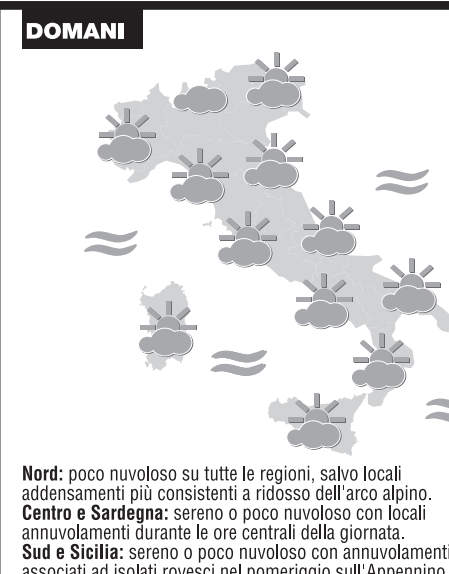 DOMANI
Nord: poco nuvoloso su tutte le regioni, salvo locali
addensamenti più consistenti a ridosso dell'arco alpino.
Centro e Sardegna: sereno o poco nuvoloso con locali
annuvolamenti durante le ore centrali della giornata.
Sud e Sicilia: sereno o poco nuvoloso con annuvolamenti
associati ad isolati rovesci nel pomeriggio sull'Appennino